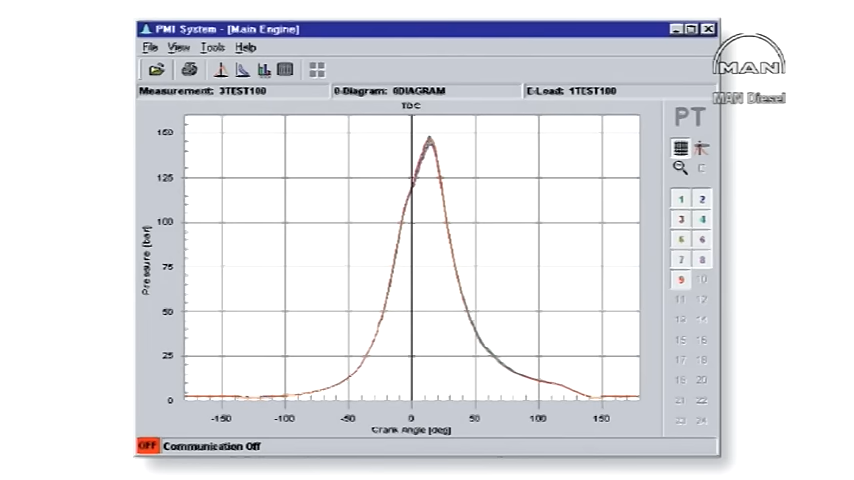 PMI System - [Main Engine]
File View Tools Help
MAN
MAN Diesel
Measurement: 3TEST100 0-Diagram: 0DIAGRAM E-Load: 1TEST100
TDC
PT
150
125
100
75
50
25
0
Pressure [bar]
-150 -100 -50 0 50 100 150
Crank Angle [deg]
C
1 2
3 4
5 6
7 8
9 10
11 12
13 14
15 16
17 18
19 20
21 22
23 24
OFF Communication Off